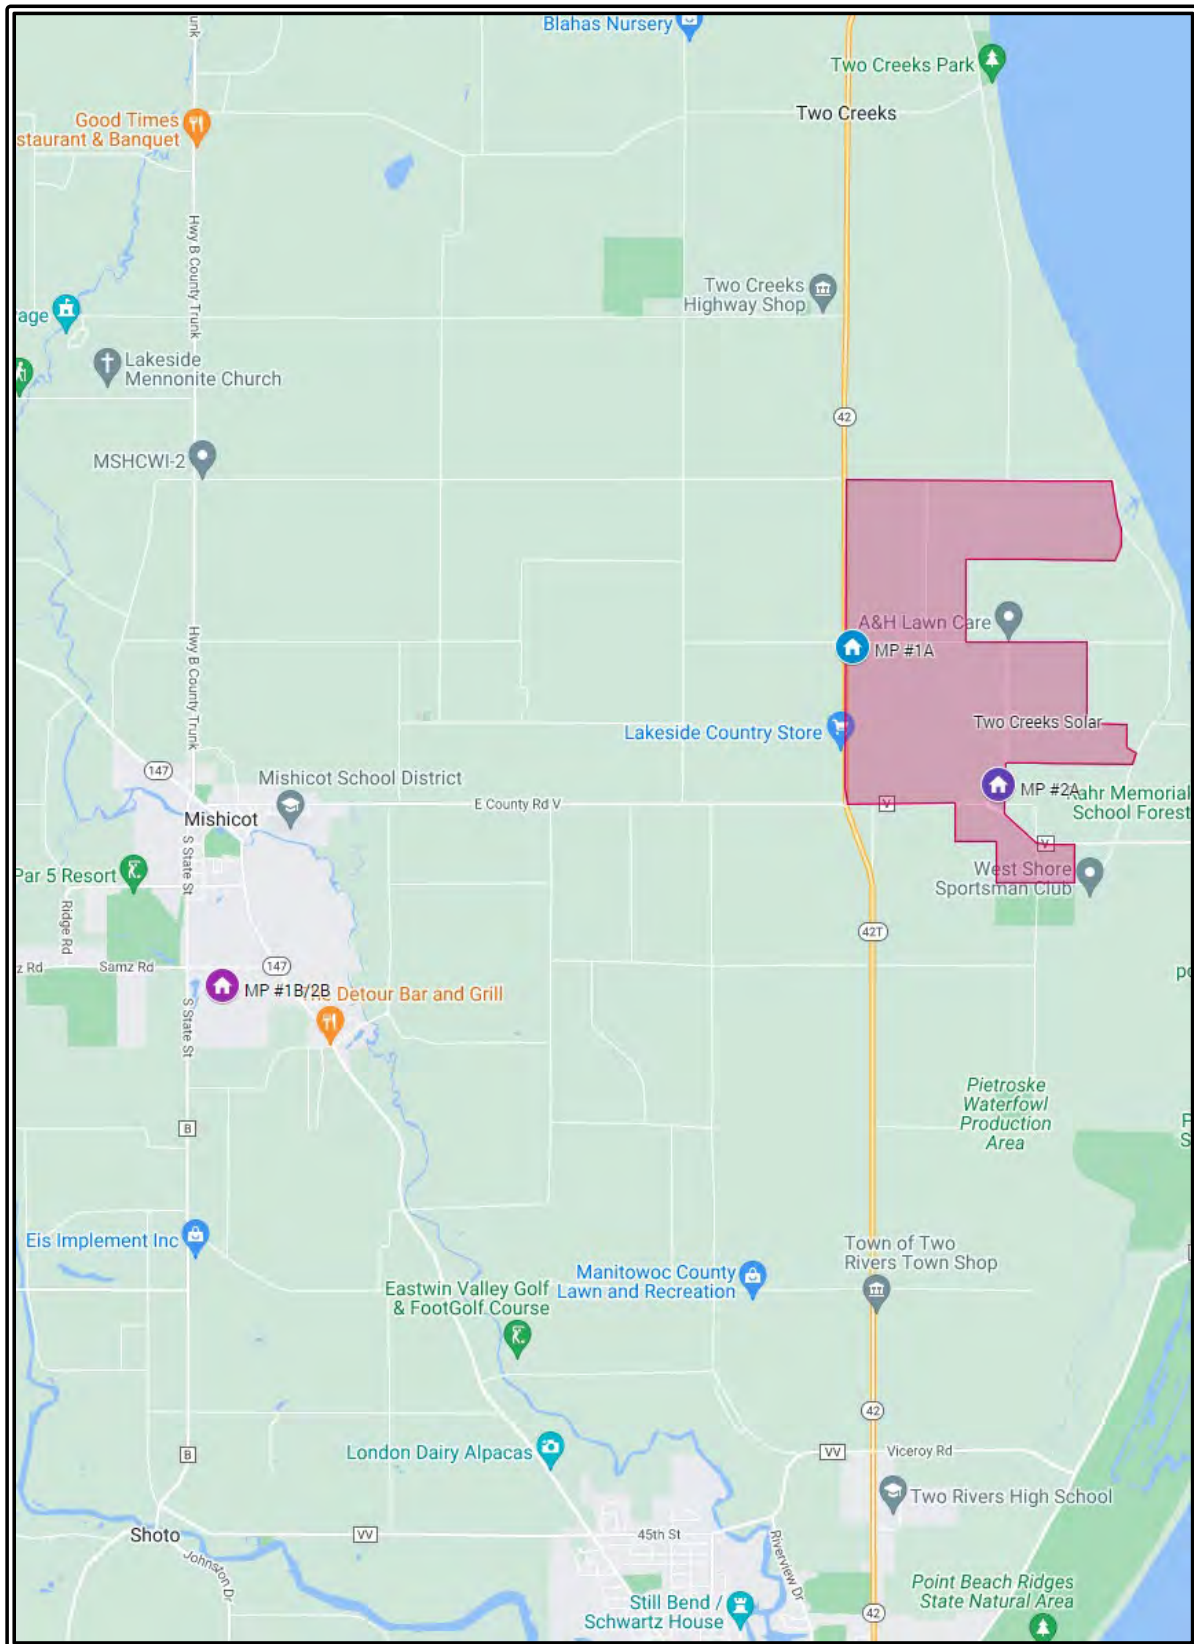 unk
Blahas Nursery
Two Creeks Park
Good Times
staurant & Banquet
Two Creeks
Hwy B County Trunk
Two Creeks
Highway Shop
rage
Lakeside
Mennonite Church
42
MSHCWI-2
A&H Lawn Care
MP #1A
Hwy B County Trunk
Lakeside Country Store
Two Creeks Solar
147
Mishicot School District
MP #2A
Rahr Memorial
School Forest
E County Rd V
V
Mishicot
S State St
V
Par 5 Resort
West Shore
Sportsman Club
Ridge Rd
42T
z Rd
Samz Rd
147
po
MP #1B/2B
The Detour Bar and Grill
S State St
Pietroske
Waterfowl
Production
Area
B
P
S
Eis Implement Inc
Town of Two
Rivers Town Shop
Manitowoc County
Lawn and Recreation
Eastwin Valley Golf
& FootGolf Course
42
London Dairy Alpacas
B
VV
Viceroy Rd
Two Rivers High School
Shoto
VV
45th St
Johnston Dr
Riverview Dr
Point Beach Ridges
State Natural Area
Still Bend /
Schwartz House
42